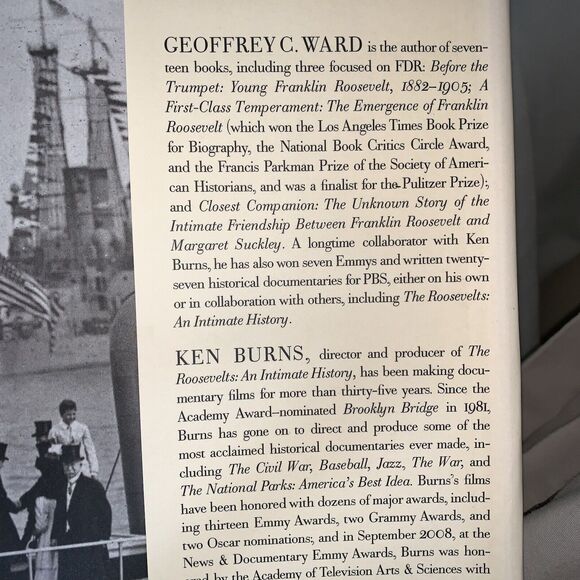 GEOFFREY C. WARD is the author of seven-
teen books, including three focused on FDR: Before the
Trumpet: Young Franklin Roosevelt, 1882–1905; A
First-Class Temperament: The Emergence of Franklin
Roosevelt (which won the Los Angeles Times Book Prize
for Biography, the National Book Critics Circle Award,
and the Francis Parkman Prize of the Society of Ameri-
can Historians, and was a finalist for the Pulitzer Prize);
and Closest Companion: The Unknown Story of the
Intimate Friendship Between Franklin Roosevelt and
Margaret Suckley. A longtime collaborator with Ken
Burns, he has also won seven Emmys and written twenty-
seven historical documentaries for PBS, either on his own
or in collaboration with others, including The Roosevelts:
An Intimate History.
KEN BURNS, director and producer of The
Roosevelts: An Intimate History, has been making docu-
mentary films for more than thirty-five years. Since the
Academy Award–nominated Brooklyn Bridge in 1981,
Burns has gone on to direct and produce some of the
most acclaimed historical documentaries ever made, in-
cluding The Civil War, Baseball, Jazz, The War, and
The National Parks: America's Best Idea. Burns's films
have been honored with dozens of major awards, includ-
ing thirteen Emmy Awards, two Grammy Awards, and
two Oscar nominations; and in September 2008, at the
News & Documentary Emmy Awards, Burns was hon-
ored by the Academy of Television Arts & Sciences with